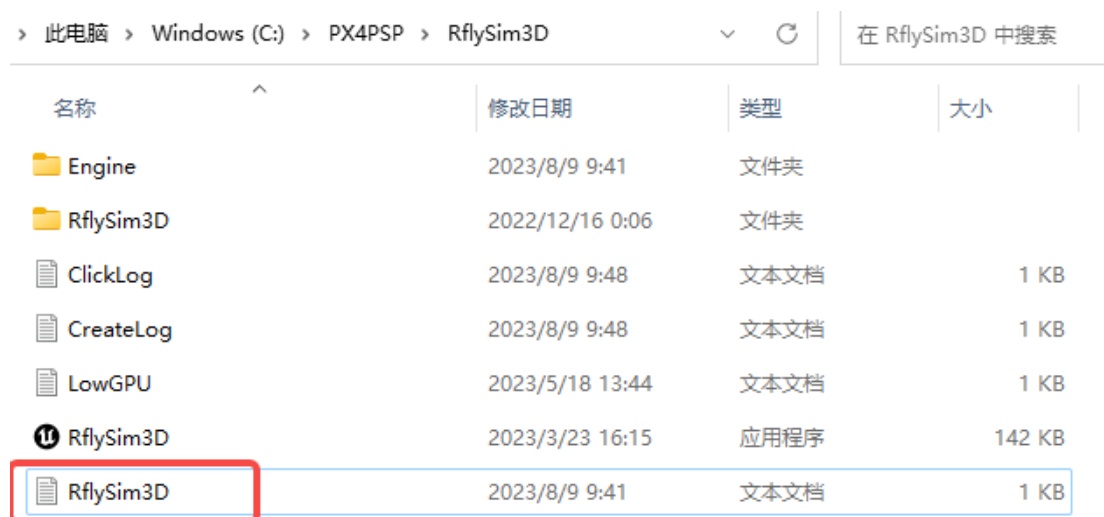 此电脑 Windows (C:) PX4PSP RflySim3D 在 RflySim3D 中搜索
名称 修改日期 类型 大小
Engine 2023/8/9 9:41 文件夹
RflySim3D 2022/12/16 0:06 文件夹
ClickLog 2023/8/9 9:48 文本文档 1 KB
CreateLog 2023/8/9 9:48 文本文档 1 KB
LowGPU 2023/5/18 13:44 文本文档 1 KB
RflySim3D 2023/3/23 16:15 应用程序 142 KB
RflySim3D 2023/8/9 9:41 文本文档 1 KB